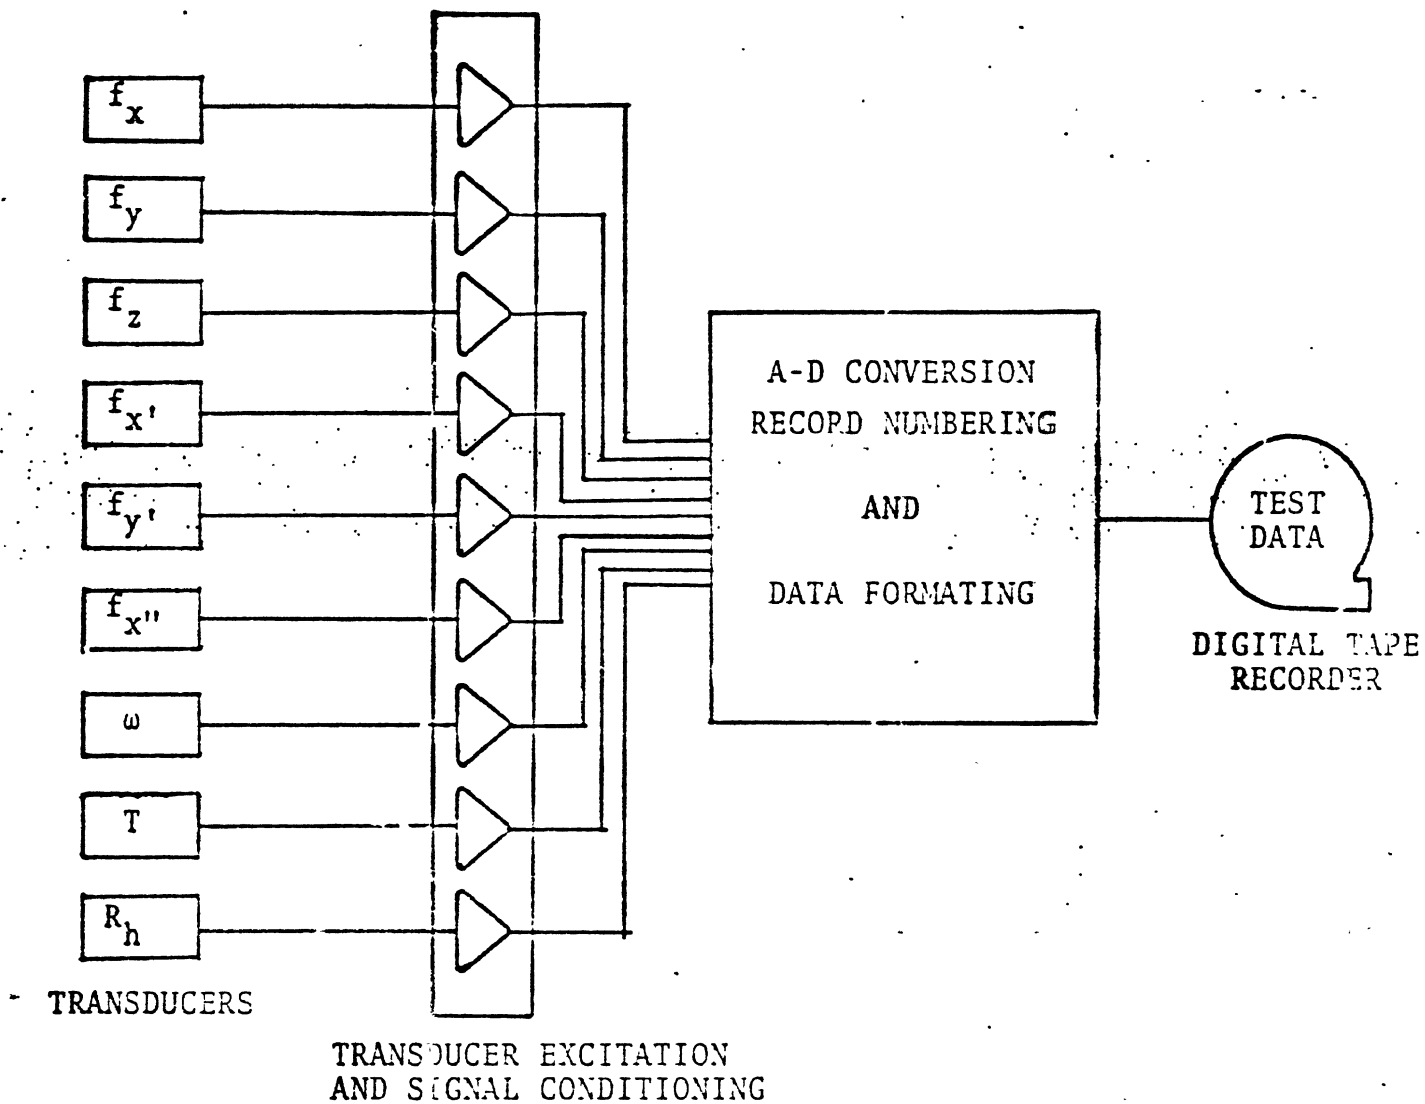 f_x
f_y
f_z
f_x'
f_y'
f_x"
ω
T
R_h
TRANSDUCERS
TRANSDUCER EXCITATION
AND SIGNAL CONDITIONING
A-D CONVERSION
RECORD NUMBERING
AND
DATA FORMATING
TEST
DATA
DIGITAL TAPE
RECORDER